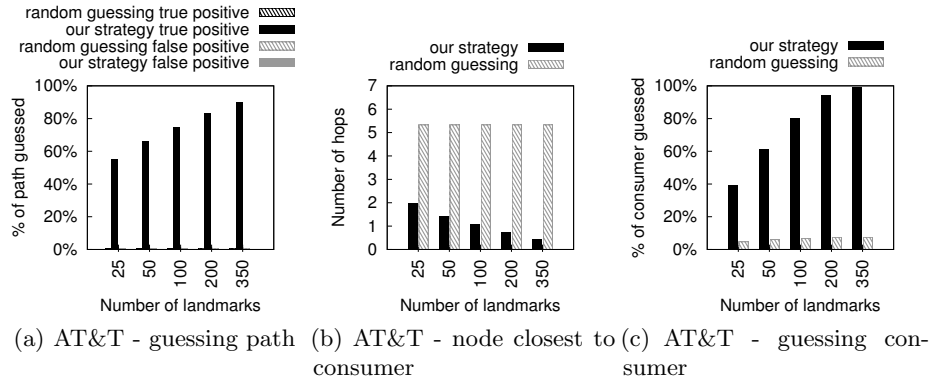 random guessing true positive
our strategy true positive
random guessing false positive
our strategy false positive
100%
80%
60%
40%
20%
0%
% of path guessed
25
50
100
200
350
Number of landmarks
(a) AT&T - guessing path
our strategy
random guessing
7
6
5
4
3
2
1
0
Number of hops
25
50
100
200
350
Number of landmarks
(b) AT&T - node closest to
consumer
our strategy
random guessing
100%
80%
60%
40%
20%
0%
% of consumer guessed
25
50
100
200
350
Number of landmarks
(c) AT&T - guessing con-
sumer